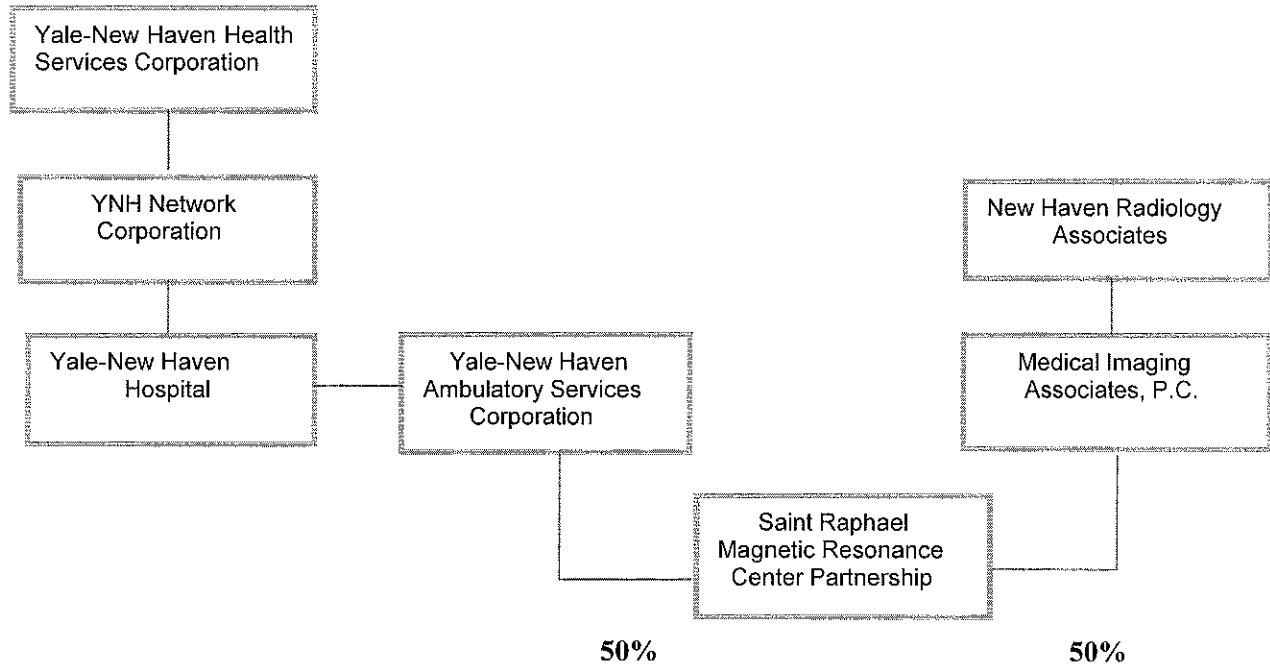 Yale-New Haven Health
Services Corporation
YNH Network
Corporation
New Haven Radiology
Associates
Yale-New Haven
Hospital
Yale-New Haven
Ambulatory Services
Corporation
Medical Imaging
Associates, P.C.
Saint Raphael
Magnetic Resonance
Center Partnership
50%
50%